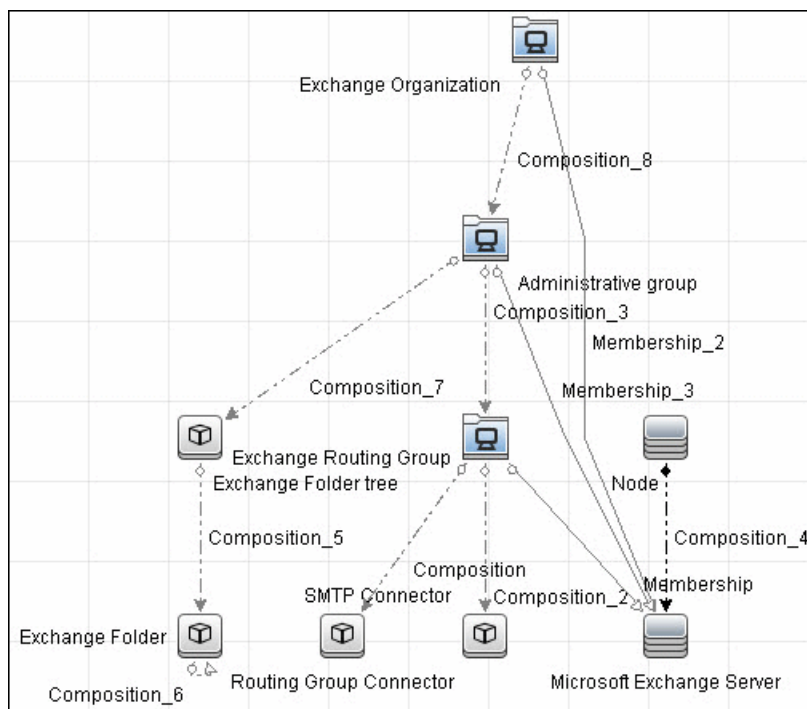 Exchange Organization
Composition_8
Administrative group
Composition_3
Membership_2
Composition_7
Membership_3
Exchange Routing Group
Exchange Folder tree
Node
Composition_5
Composition_4
Composition
Membership
SMTP Connector
Composition_2
Exchange Folder
Routing Group Connector
Microsoft Exchange Server
Composition_6